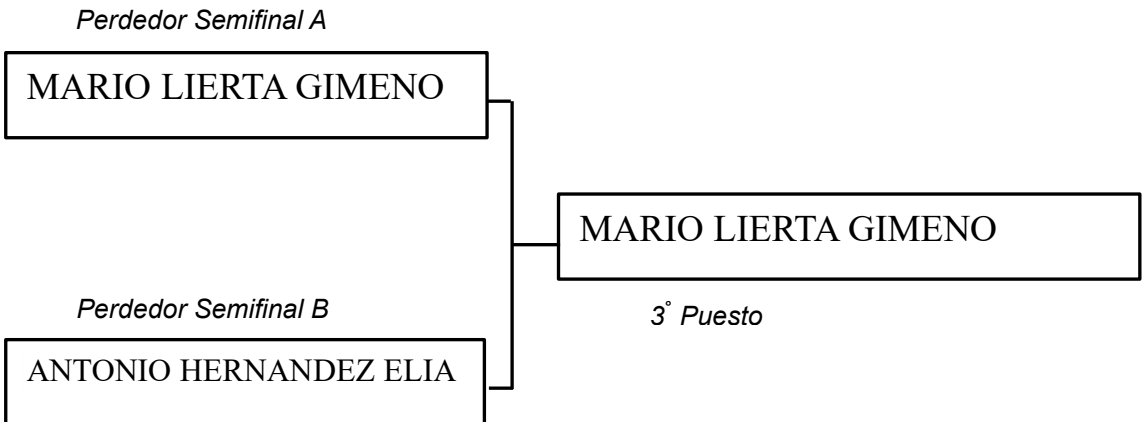 Perdedor Semifinal A
MARIO LIERTA GIMENO
MARIO LIERTA GIMENO
Perdedor Semifinal B
3° Puesto
ANTONIO HERNANDEZ ELIA